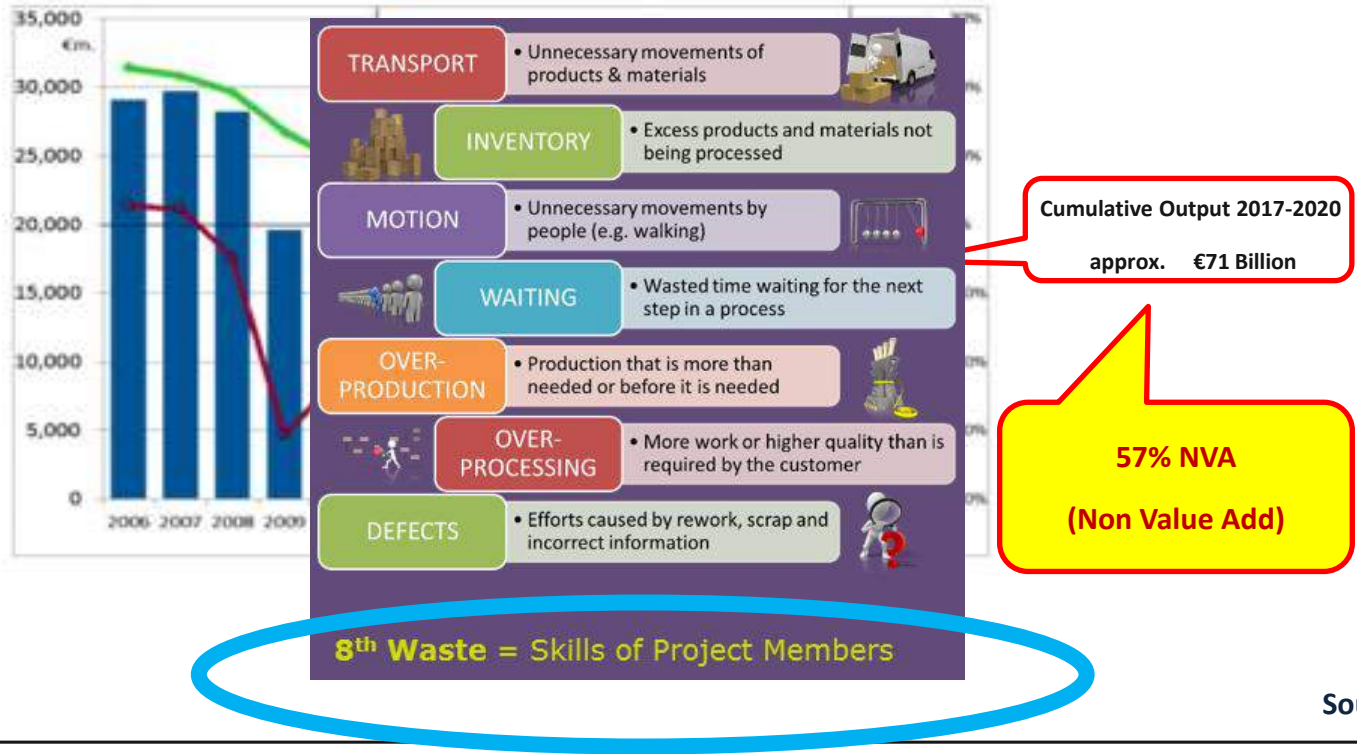 35,000
€m.
30,000
25,000
20,000
15,000
10,000
5,000
0
2006 2007 2008 2009
TRANSPORT
• Unnecessary movements of
products & materials
INVENTORY
• Excess products and materials not
being processed
MOTION
• Unnecessary movements by
people (e.g. walking)
WAITING
• Wasted time waiting for the next
step in a process
OVER-
PRODUCTION
• Production that is more than
needed or before it is needed
OVER-
PROCESSING
• More work or higher quality than is
required by the customer
DEFECTS
• Efforts caused by rework, scrap and
incorrect information
8th Waste = Skills of Project Members
Cumulative Output 2017-2020
approx. €71 Billion
57% NVA
(Non Value Add)